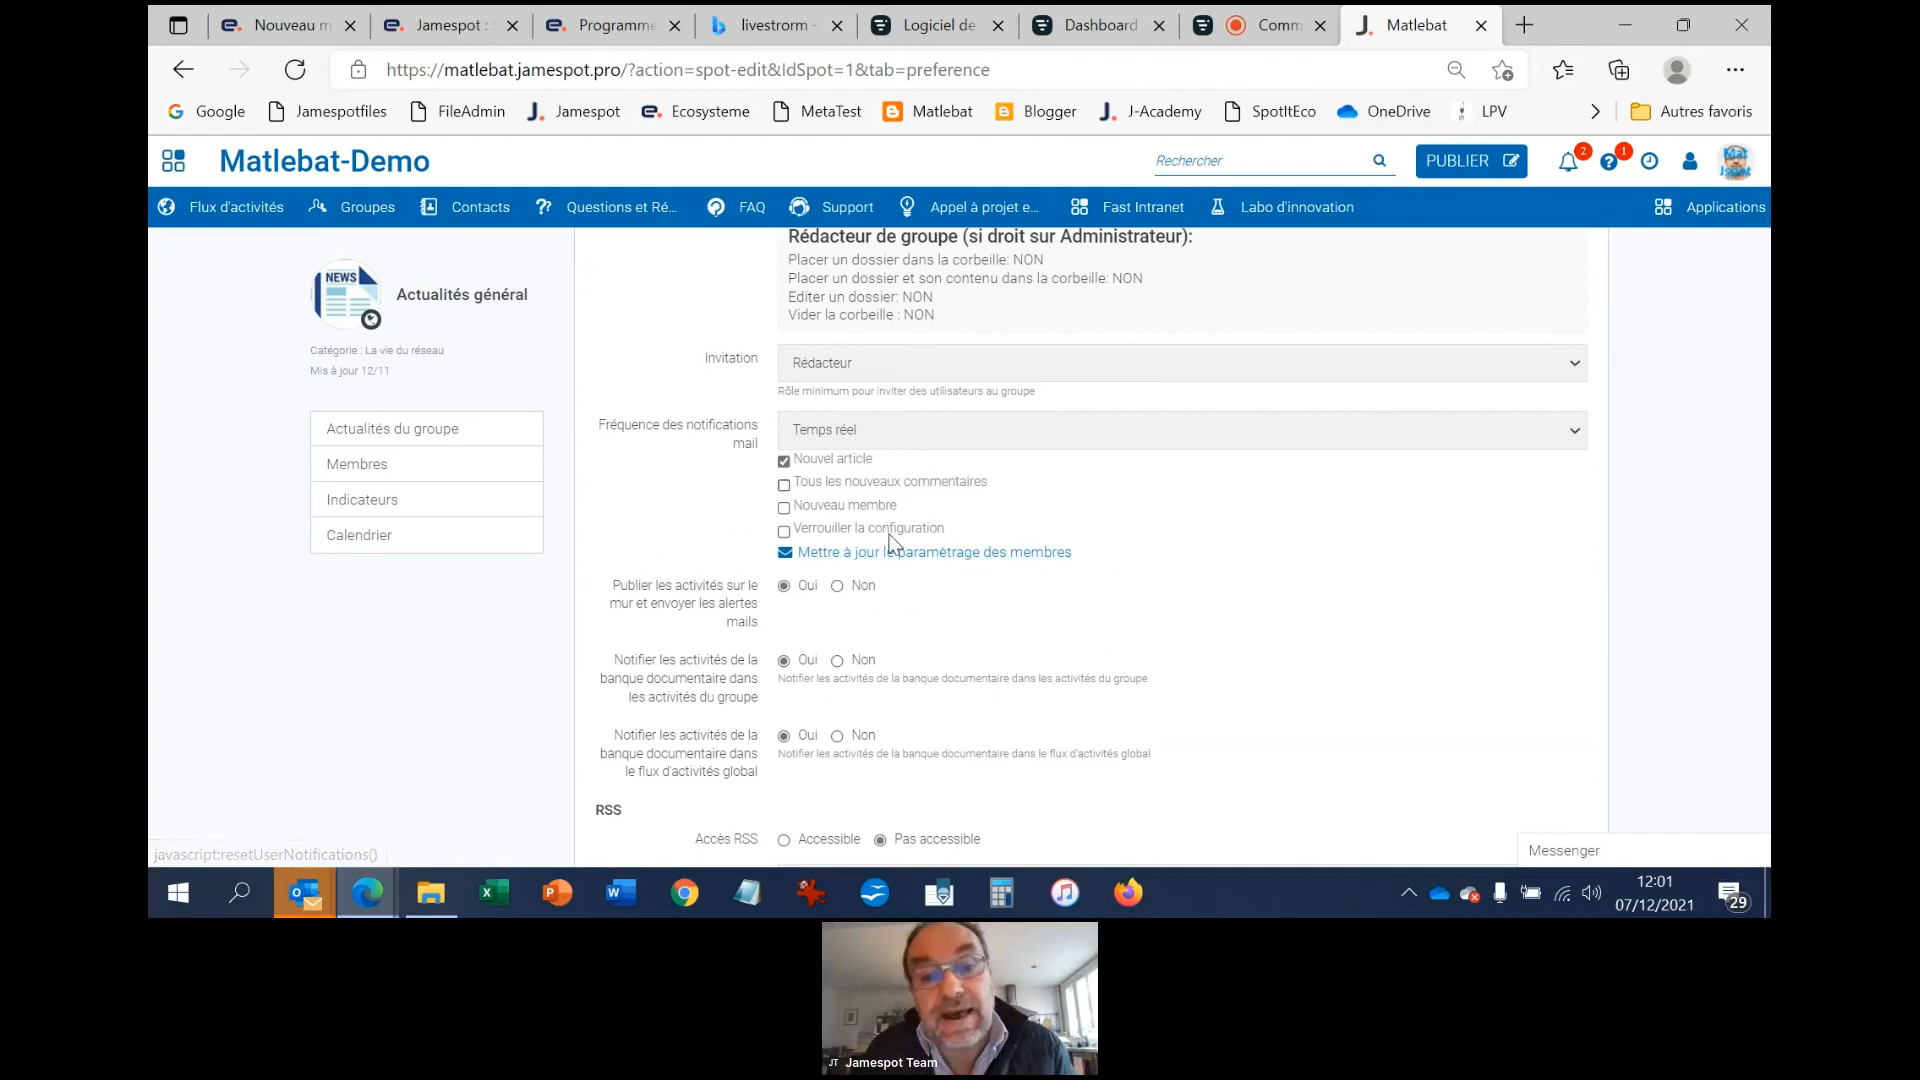 Nouveau m
Jamespot :
Programme
livestrorm -
Logiciel de
Dashboard
Comm
Matlebat
https://matlebat.jamespot.pro/?action=spot-edit&IdSpot=1&tab=preference
Google
Jamespotfiles
FileAdmin
Jamespot
Ecosysteme
MetaTest
Matlebat
Blogger
J-Academy
SpotItEco
OneDrive
LPV
Autres favoris
Matlebat-Demo
Rechercher
PUBLIER
2
1
Flux d'activités
Groupes
Contacts
Questions et Ré...
FAQ
Support
Appel à projet e...
Fast Intranet
Labo d'innovation
Applications
NEWS
Actualités général
Catégorie : La vie du réseau
Mis à jour 12/11
Actualités du groupe
Membres
Indicateurs
Calendrier
Rédacteur de groupe (si droit sur Administrateur):
Placer un dossier dans la corbeille: NON
Placer un dossier et son contenu dans la corbeille: NON
Editer un dossier: NON
Vider la corbeille : NON
Invitation
Rédacteur
Rôle minimum pour inviter des utilisateurs au groupe
Fréquence des notifications
mail
Temps réel
Nouvel article
Tous les nouveaux commentaires
Nouveau membre
Verrouiller la configuration
Mettre à jour le paramètrage des membres
Publier les activités sur le
mur et envoyer les alertes
mails
Oui Non
Notifier les activités de la
banque documentaire dans
les activités du groupe
Oui Non
Notifier les activités de la banque documentaire dans les activités du groupe
Notifier les activités de la
banque documentaire dans
le flux d'activités global
Oui Non
Notifier les activités de la banque documentaire dans le flux d'activités global
RSS
Accès RSS
Accessible Pas accessible
Messenger
javascript:resetUserNotifications()
12:01
07/12/2021
29
JT Jamespot Team